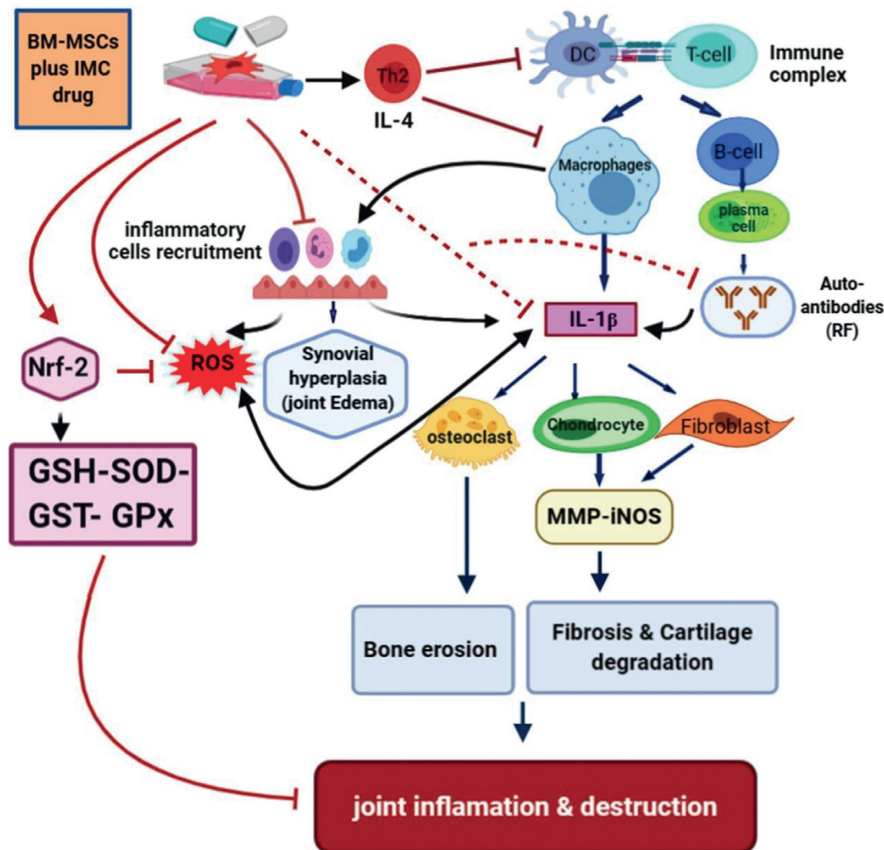 BM-MSCs
plus IMC
drug
Th2
IL-4
DC
T-cell
Immune
complex
Macrophages
B-cell
plasma
cell
inflammatory
cells recruitment
Auto-
antibodies
(RF)
IL-1β
Nrf-2
ROS
Synovial
hyperplasia
(joint Edema)
osteoclast
Chondrocyte
Fibroblast
GSH-SOD-
GST- GPx
MMP-iNOS
Bone erosion
Fibrosis & Cartilage
degradation
joint inflamation & destruction